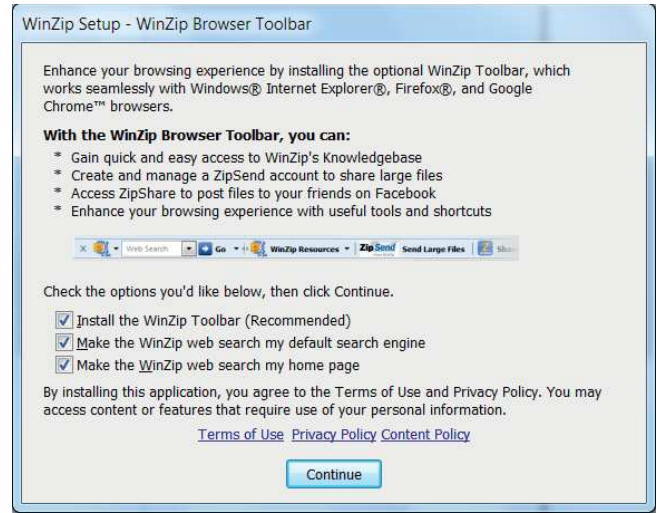 WinZip Setup - WinZip Browser Toolbar
Enhance your browsing experience by installing the optional WinZip Toolbar, which
works seamlessly with Windows® Internet Explorer®, Firefox®, and Google
Chrome™ browsers.
With the WinZip Browser Toolbar, you can:
* Gain quick and easy access to WinZip's Knowledgebase
* Create and manage a ZipSend account to share large files
* Access ZipShare to post files to your friends on Facebook
* Enhance your browsing experience with useful tools and shortcuts
Web Search Go WinZip Resources ZipSend Send Large Files
Check the options you'd like below, then click Continue.
Install the WinZip Toolbar (Recommended)
Make the WinZip web search my default search engine
Make the WinZip web search my home page
By installing this application, you agree to the Terms of Use and Privacy Policy. You may
access content or features that require use of your personal information.
Terms of Use Privacy Policy Content Policy
Continue